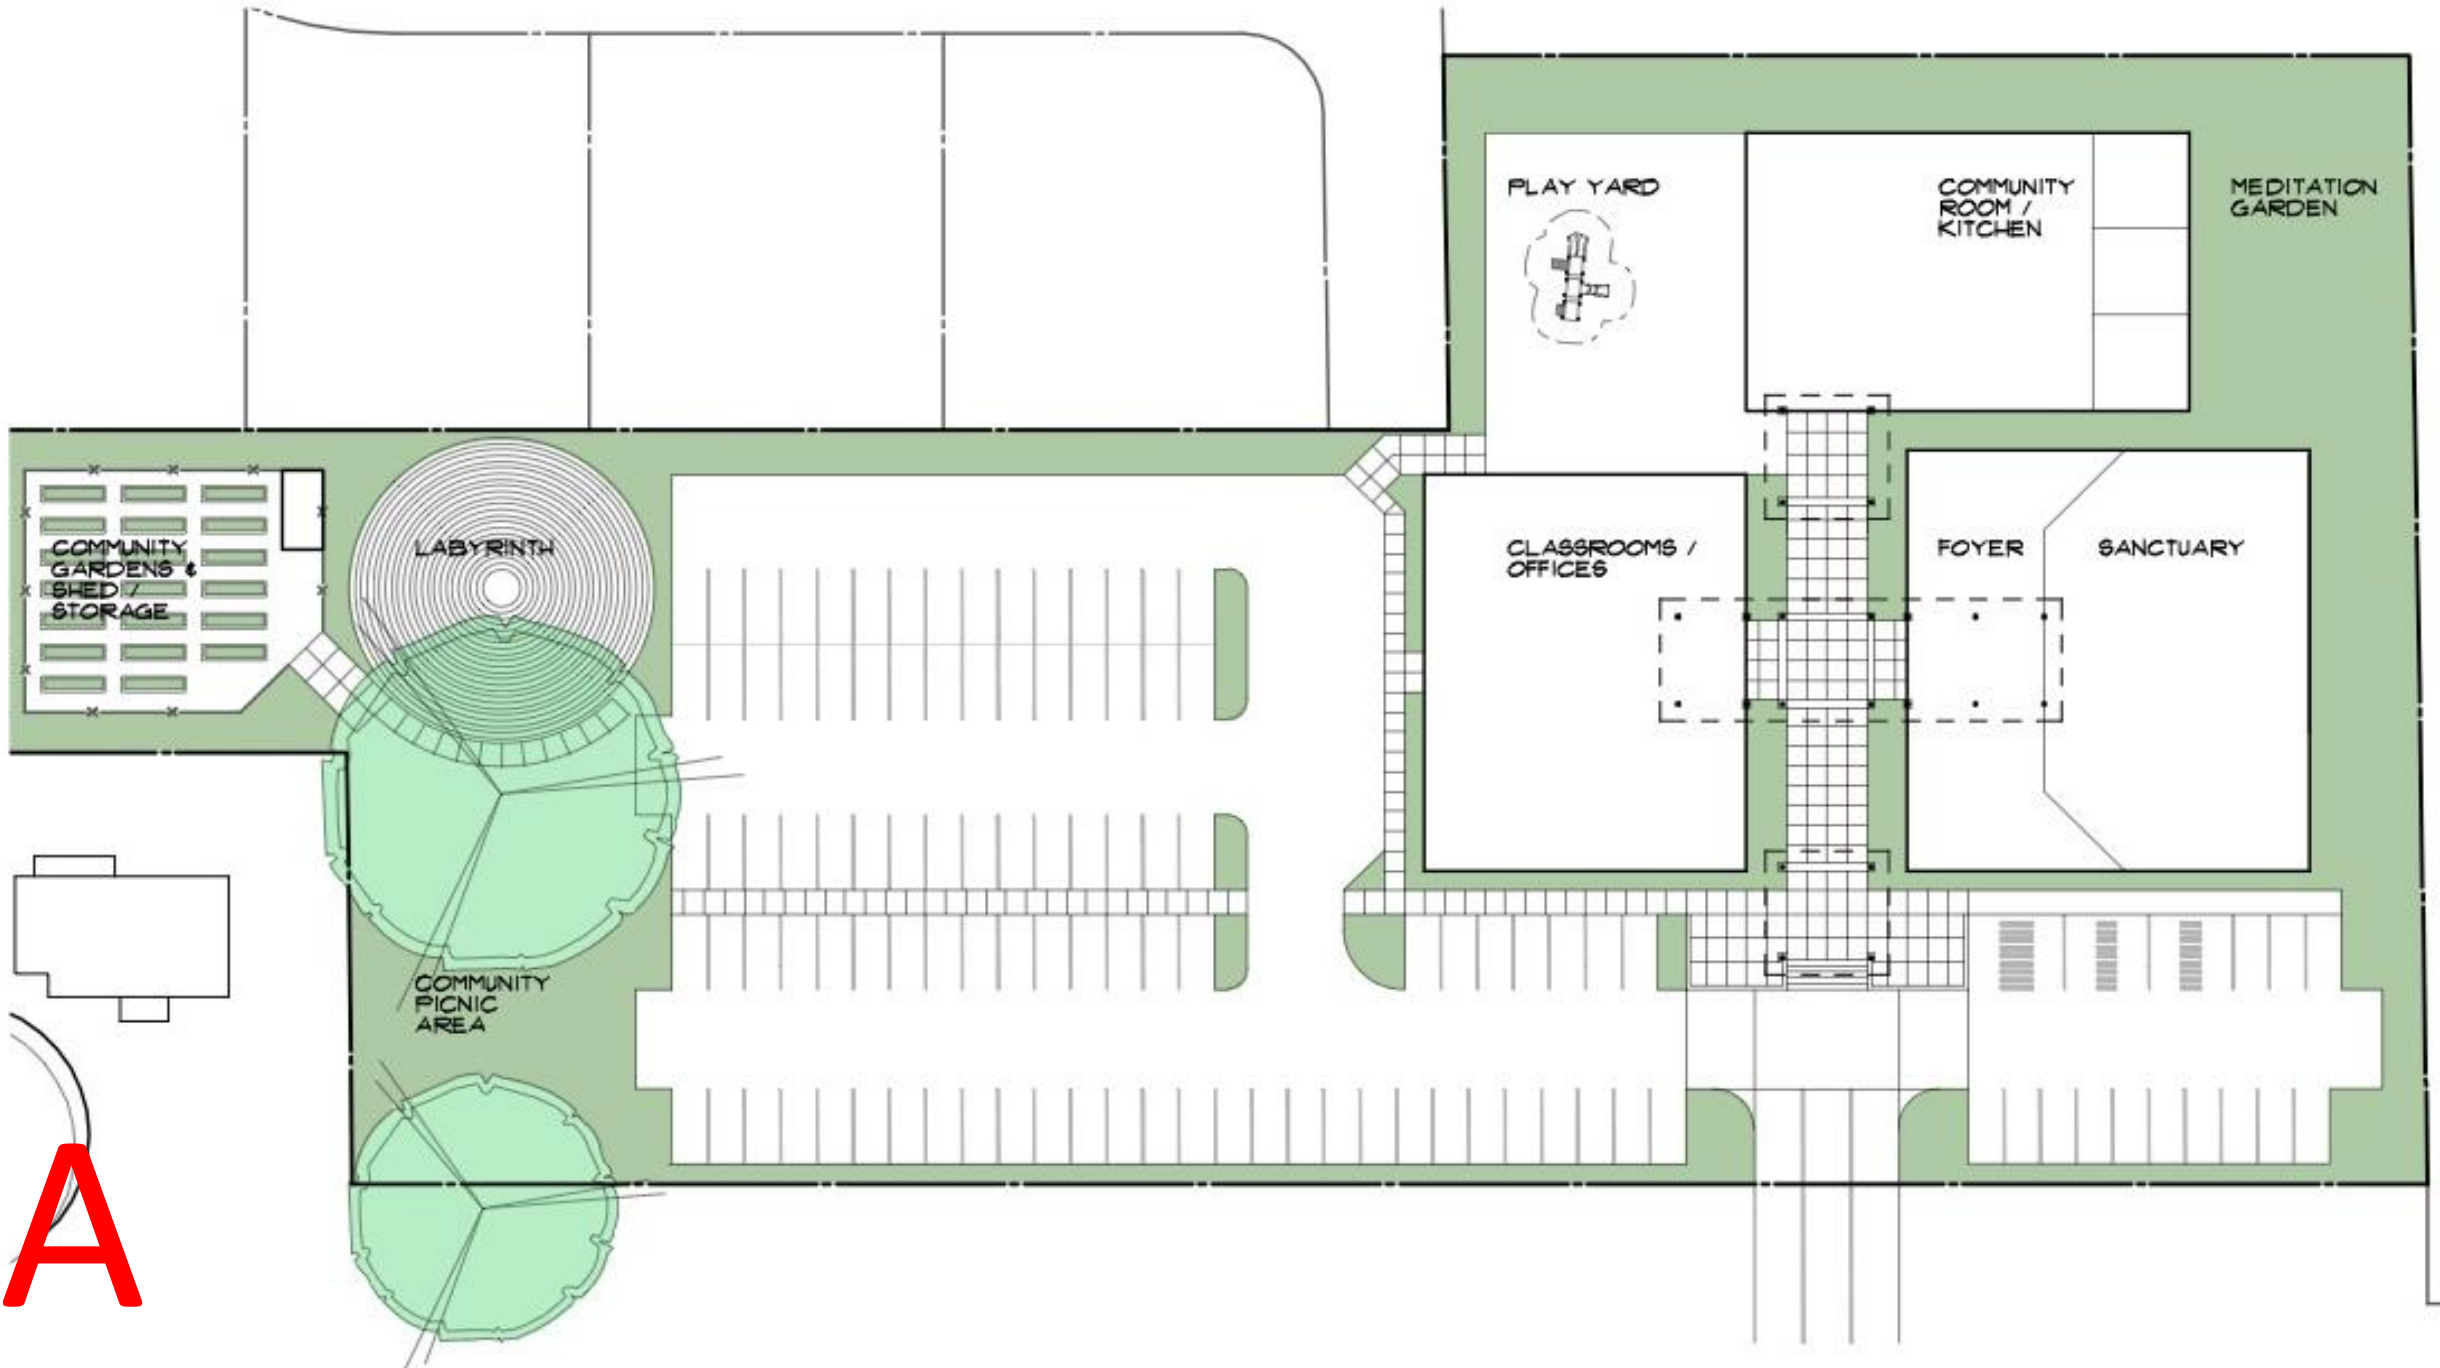 PLAY YARD
COMMUNITY
ROOM /
KITCHEN
MEDITATION
GARDEN
COMMUNITY
GARDENS &
SHED /
STORAGE
LABYRINTH
CLASSROOMS /
OFFICES
FOYER
SANCTUARY
COMMUNITY
PICNIC
AREA
A